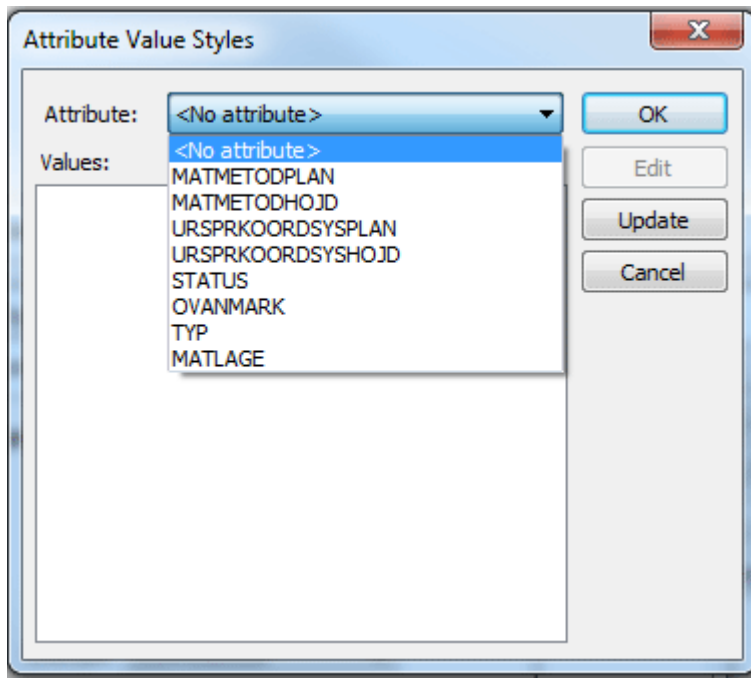 Attribute Value Styles
Attribute: <No attribute> OK
<No attribute>
Values: Edit
MATMETODPLAN
MATMETODHOJD
Update
URSPRKOORDSYSPLAN
URSPRKOORDSYSHOJD
Cancel
STATUS
OVANMARK
TYP
MATLAGE